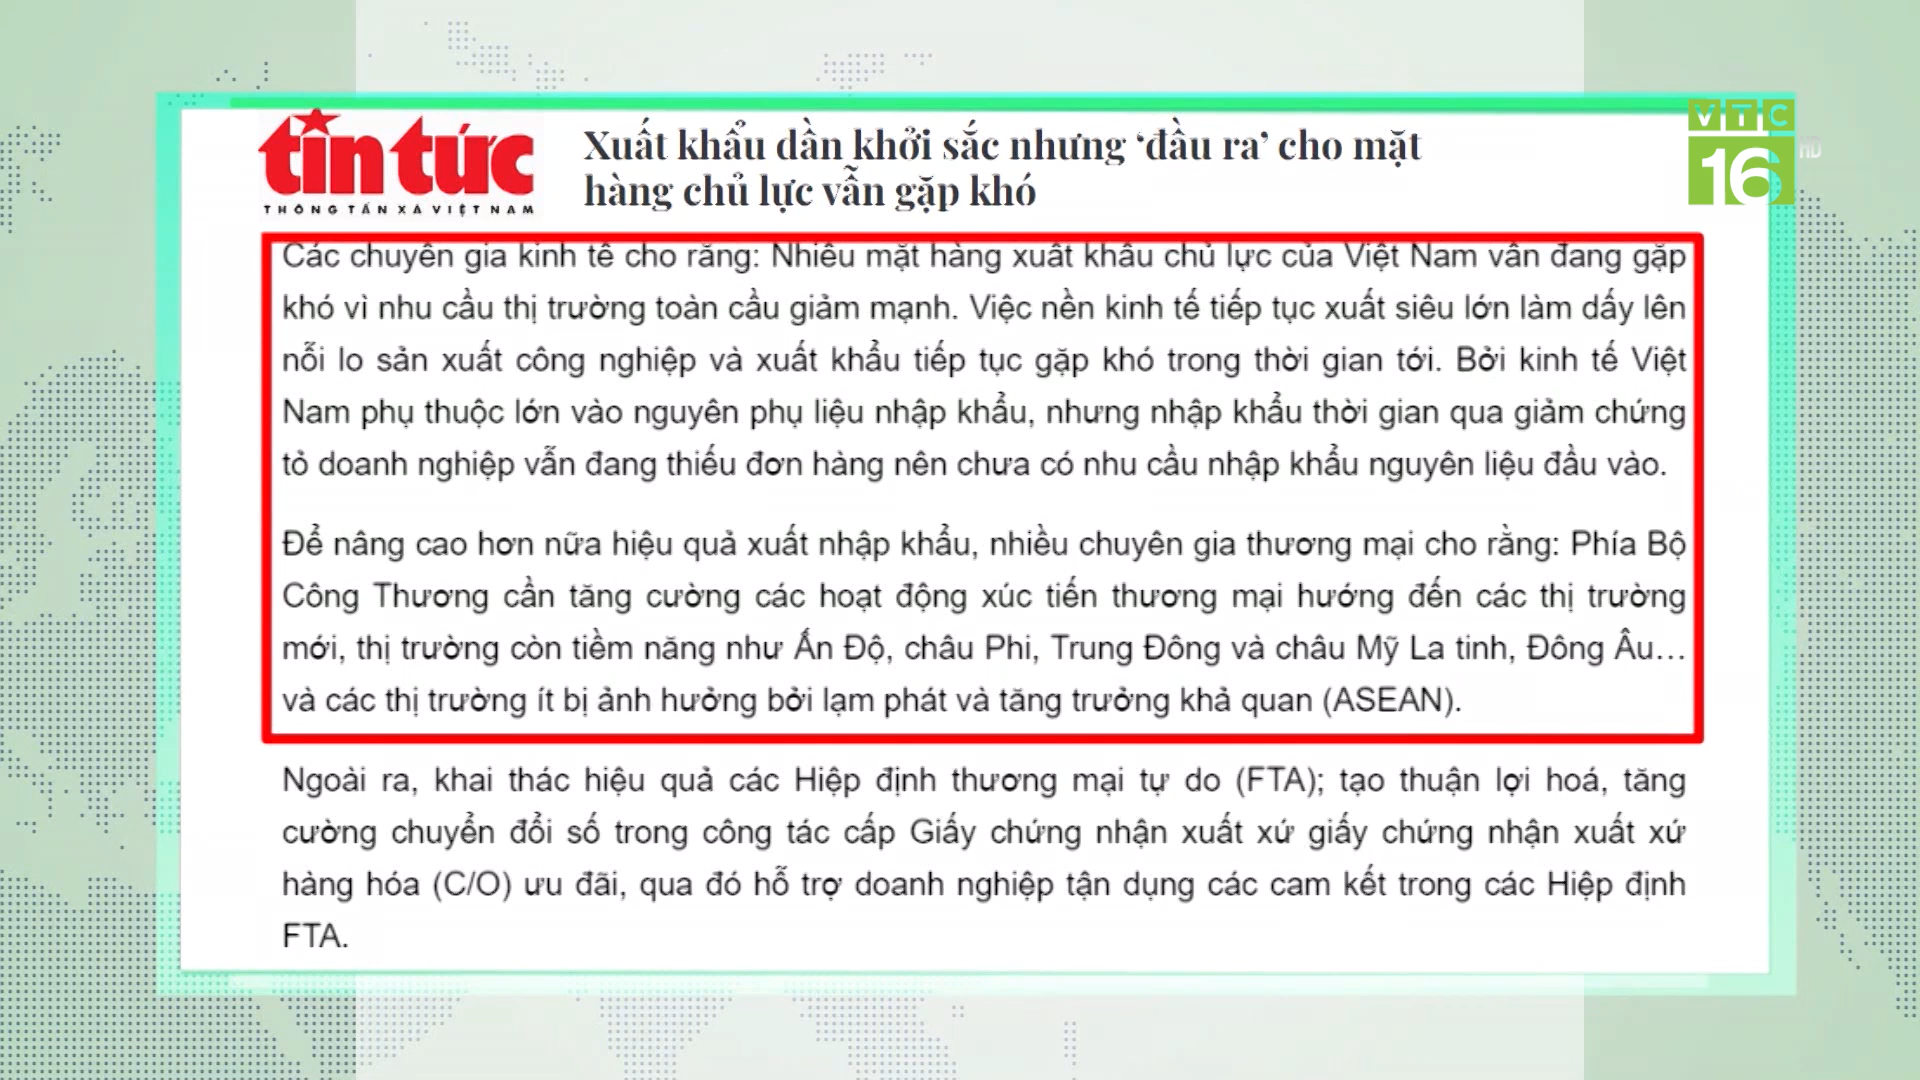 tin tức
THÔNG TẤN XÃ VIỆT NAM
Xuất khẩu dần khởi sắc nhưng ‘đầu ra’ cho mặt
hàng chủ lực vẫn gặp khó
VTC
16
HD
Các chuyên gia kinh tế cho rằng: Nhiều mặt hàng xuất khẩu chủ lực của Việt Nam vẫn đang gặp
khó vì nhu cầu thị trường toàn cầu giảm mạnh. Việc nền kinh tế tiếp tục xuất siêu lớn làm dấy lên
nỗi lo sản xuất công nghiệp và xuất khẩu tiếp tục gặp khó trong thời gian tới. Bởi kinh tế Việt
Nam phụ thuộc lớn vào nguyên phụ liệu nhập khẩu, nhưng nhập khẩu thời gian qua giảm chứng
tỏ doanh nghiệp vẫn đang thiếu đơn hàng nên chưa có nhu cầu nhập khẩu nguyên liệu đầu vào.
Để nâng cao hơn nữa hiệu quả xuất nhập khẩu, nhiều chuyên gia thương mại cho rằng: Phía Bộ
Công Thương cần tăng cường các hoạt động xúc tiến thương mại hướng đến các thị trường
mới, thị trường còn tiềm năng như Ấn Độ, châu Phi, Trung Đông và châu Mỹ La tinh, Đông Âu...
và các thị trường ít bị ảnh hưởng bởi lạm phát và tăng trưởng khả quan (ASEAN).
Ngoài ra, khai thác hiệu quả các Hiệp định thương mại tự do (FTA); tạo thuận lợi hoá, tăng
cường chuyển đổi số trong công tác cấp Giấy chứng nhận xuất xứ giấy chứng nhận xuất xứ
hàng hóa (C/O) ưu đãi, qua đó hỗ trợ doanh nghiệp tận dụng các cam kết trong các Hiệp định
FTA.